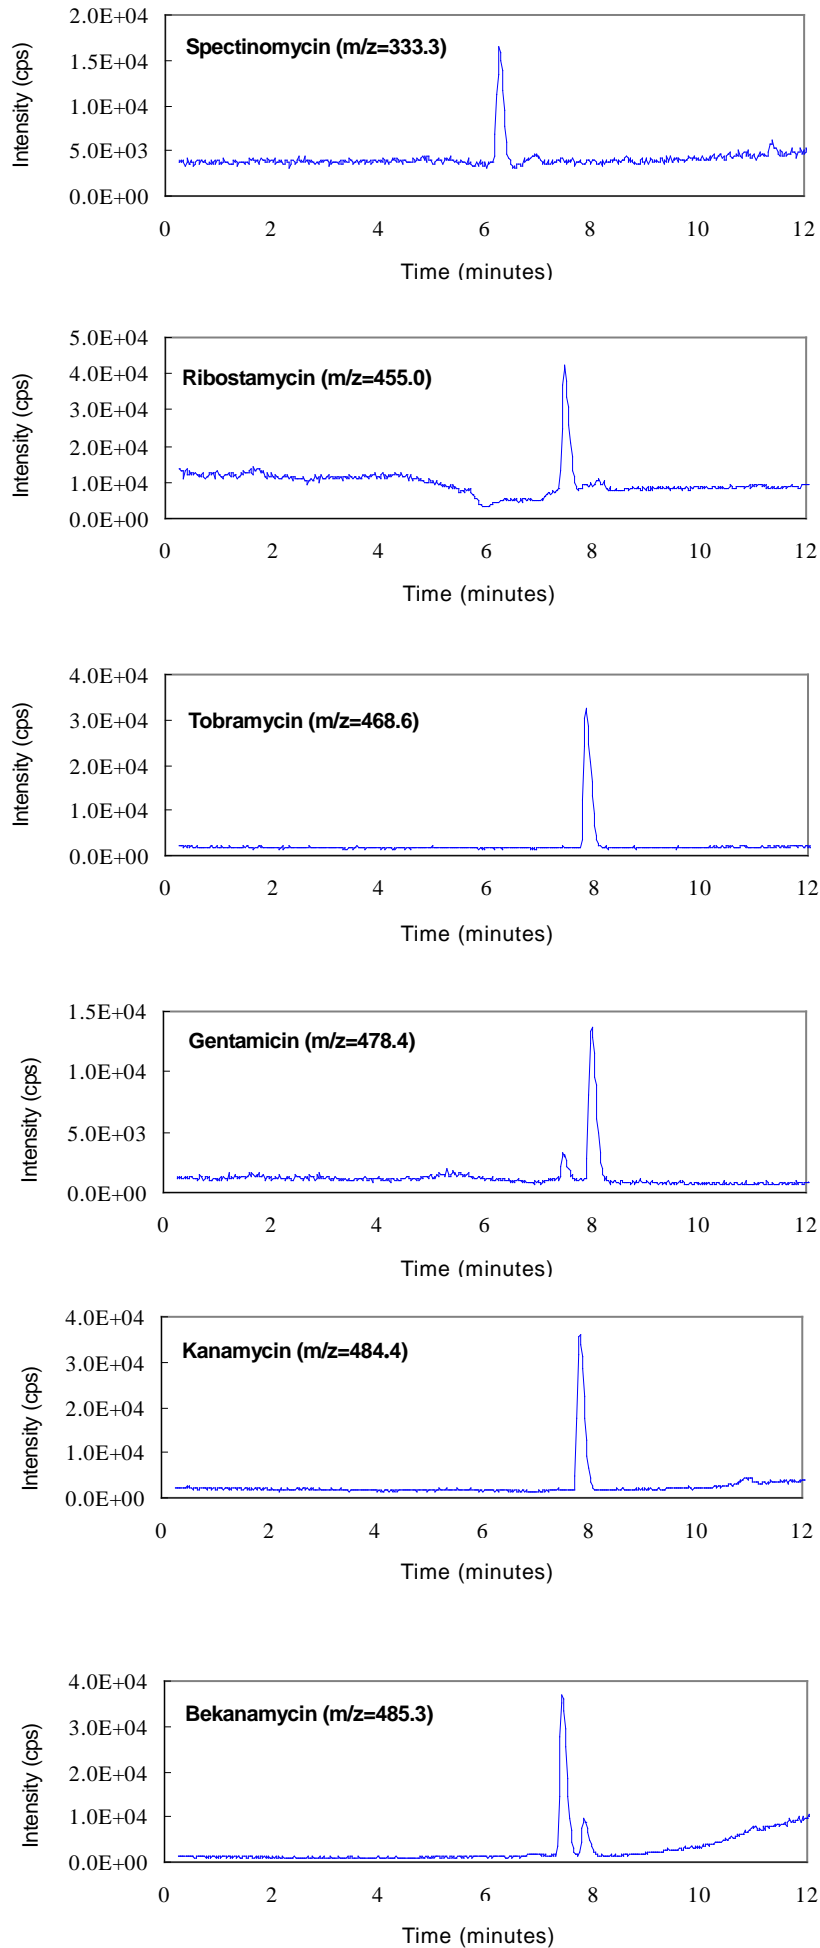 2.0E+04
1.5E+04
1.0E+04
5.0E+03
0.0E+00
Intensity (cps)
Spectinomycin (m/z=333.3)
0 2 4 6 8 10 12
Time (minutes)
5.0E+04
4.0E+04
3.0E+04
2.0E+04
1.0E+04
0.0E+00
Intensity (cps)
Ribostamycin (m/z=455.0)
0 2 4 6 8 10 12
Time (minutes)
4.0E+04
3.0E+04
2.0E+04
1.0E+04
0.0E+00
Intensity (cps)
Tobramycin (m/z=468.6)
0 2 4 6 8 10 12
Time (minutes)
1.5E+04
1.0E+04
5.0E+03
0.0E+00
Intensity (cps)
Gentamicin (m/z=478.4)
0 2 4 6 8 10 12
Time (minutes)
4.0E+04
3.0E+04
2.0E+04
1.0E+04
0.0E+00
Intensity (cps)
Kanamycin (m/z=484.4)
0 2 4 6 8 10 12
Time (minutes)
4.0E+04
3.0E+04
2.0E+04
1.0E+04
0.0E+00
Intensity (cps)
Bekanamycin (m/z=485.3)
0 2 4 6 8 10 12
Time (minutes)